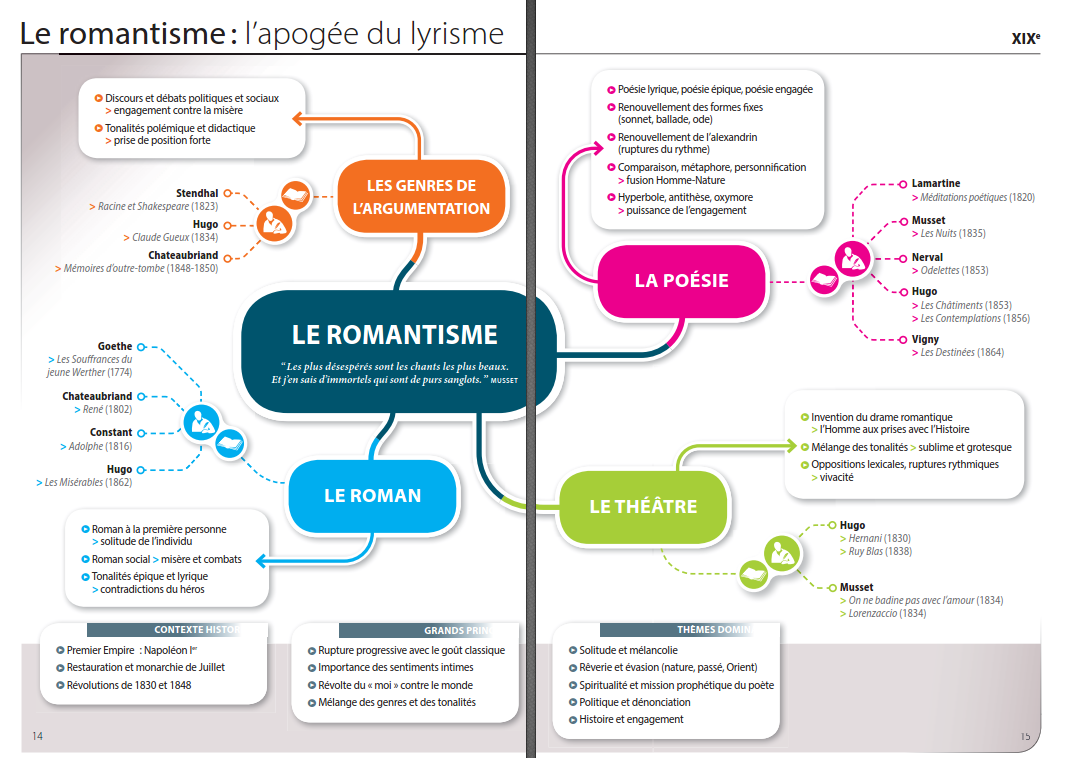 Le romantisme : l'apogée du lyrisme
XIXe
Discours et débats politiques et sociaux
> engagement contre la misère
Tonalités polémique et didactique
> prise de position forte
LES GENRES DE
L'ARGUMENTATION
Stendhal
> Racine et Shakespeare (1823)
Hugo
> Claude Gueux (1834)
Chateaubriand
> Mémoires d'outre-tombe (1848-1850)
Poésie lyrique, poésie épique, poésie engagée
Renouvellement des formes fixes
(sonnet, ballade, ode)
Renouvellement de l'alexandrin
(ruptures du rythme)
Comparaison, métaphore, personnification
> fusion Homme-Nature
Hyperbole, antithèse, oxymore
> puissance de l'engagement
LA POÉSIE
Lamartine
> Méditations poétiques (1820)
Musset
> Les Nuits (1835)
Nerval
> Odelettes (1853)
Hugo
> Les Châtiments (1853)
> Les Contemplations (1856)
Vigny
> Les Destinées (1864)
LE ROMANTISME
“ Les plus désespérés sont les chants les plus beaux.
Et j'en sais d'immortels qui sont de purs sanglots. ” MUSSET
Goethe
> Les Souffrances du
jeune Werther (1774)
Chateaubriand
> René (1802)
Constant
> Adolphe (1816)
Hugo
> Les Misérables (1862)
LE ROMAN
Roman à la première personne
> solitude de l'individu
Roman social > misère et combats
Tonalités épique et lyrique
> contradictions du héros
LE THÉÂTRE
Invention du drame romantique
> l'Homme aux prises avec l'Histoire
Mélange des tonalités > sublime et grotesque
Oppositions lexicales, ruptures rythmiques
> vivacité
Hugo
> Hernani (1830)
> Ruy Blas (1838)
Musset
> On ne badine pas avec l'amour (1834)
> Lorenzaccio (1834)
CONTEXTE
Premier Empire : Napoléon Ier
Restauration et monarchie de Juillet
Révolutions de 1830 et 1848
GRANDS
Rupture progressive avec le goût classique
Importance des sentiments intimes
Révolte du « moi » contre le monde
Mélange des genres et des tonalités
THÈMES
Solitude et mélancolie
Rêverie et évasion (nature, passé, Orient)
Spiritualité et mission prophétique du poète
Politique et dénonciation
Histoire et engagement
14
15